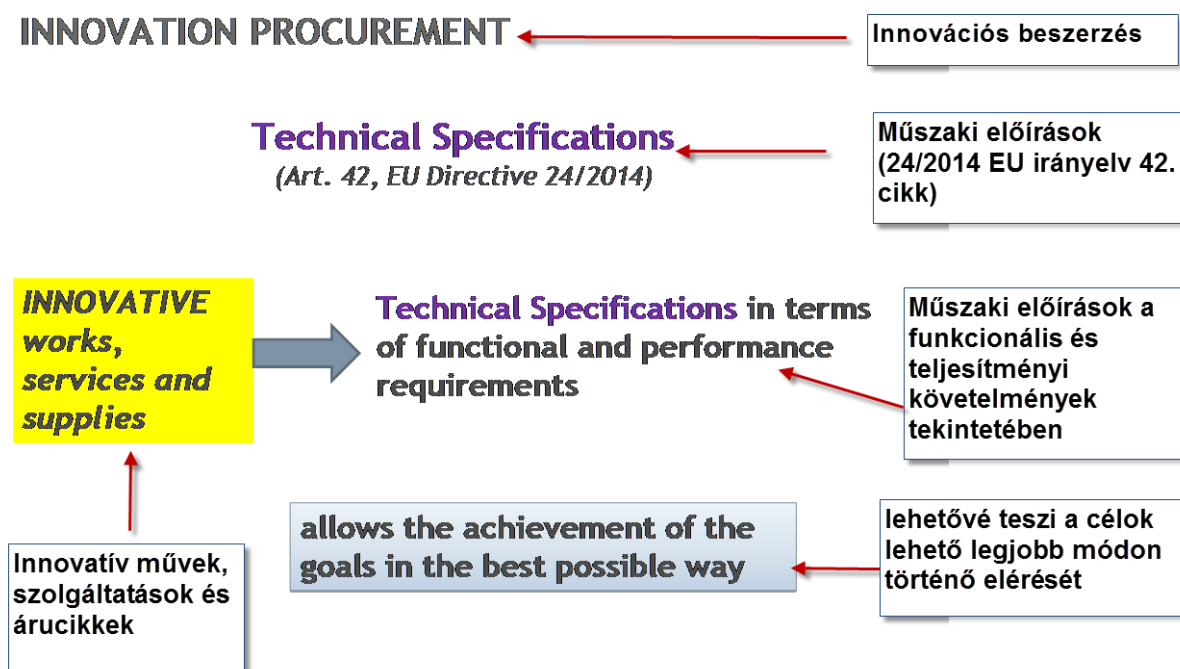 INNOVATION PROCUREMENT
Innovációs beszerzés
Technical Specifications
(Art. 42, EU Directive 24/2014)
Műszaki előírások
(24/2014 EU irányelv 42.
cikk)
INNOVATIVE
works,
services and
supplies
Technical Specifications in terms
of functional and performance
requirements
Műszaki előírások a
funkcionális és
teljesítményi
követelmények
tekintetében
allows the achievement of the
goals in the best possible way
lehetővé teszi a célok
lehető legjobb módon
történő elérését
Innovatív művek,
szolgáltatások és
árucikkek